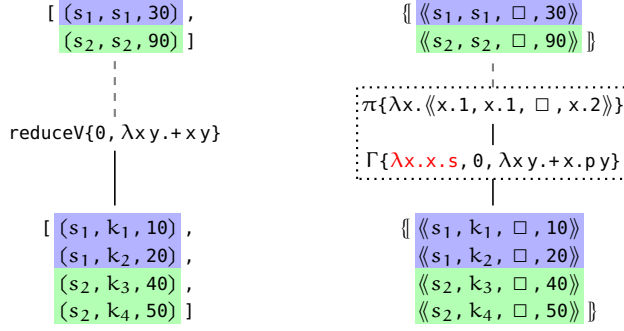 [ (s₁, s₁, 30) ,
(s₂, s₂, 90) ]
reduceV{0, λx y.+ x y}
[ (s₁, k₁, 10) ,
(s₁, k₂, 20) ,
(s₂, k₃, 40) ,
(s₂, k₄, 50) ]
⦃ ⟪s₁, s₁, □, 30⟫
⟪s₂, s₂, □, 90⟫ ⦄
π{λx.⟪x.1, x.1, □, x.2⟫}
Γ{λx.x.s, 0, λx y.+ x.p y}
⦃ ⟪s₁, k₁, □, 10⟫
⟪s₁, k₂, □, 20⟫
⟪s₂, k₃, □, 40⟫
⟪s₂, k₄, □, 50⟫ ⦄